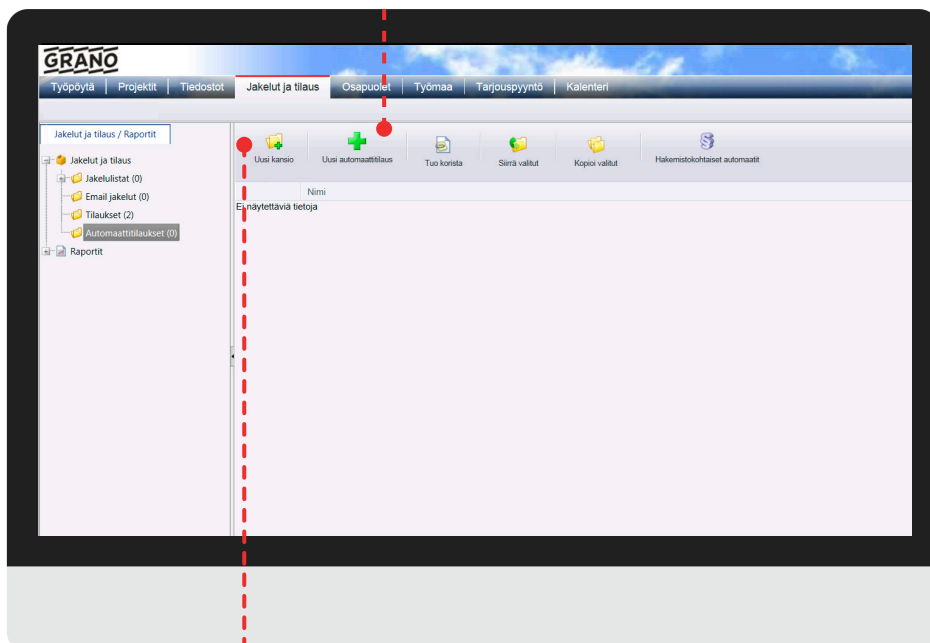 GRANO
Työpöytä Projektit Tiedostot Jakelut ja tilaus Osapuolet Työmaa Tarjouspyyntö Kalenteri
Jakelut ja tilaus / Raportit
Jakelut ja tilaus
Jakelulistat (0)
Email jakelut (0)
Tilaukset (2)
Automaattitilaukset (0)
Raportit
Uusi kansio Uusi automaattitilaus Tuo korista Siirrä valitut Kopioi valitut Hakemistokohtaiset automaatit
Nimi
Ei näytettäviä tietoja